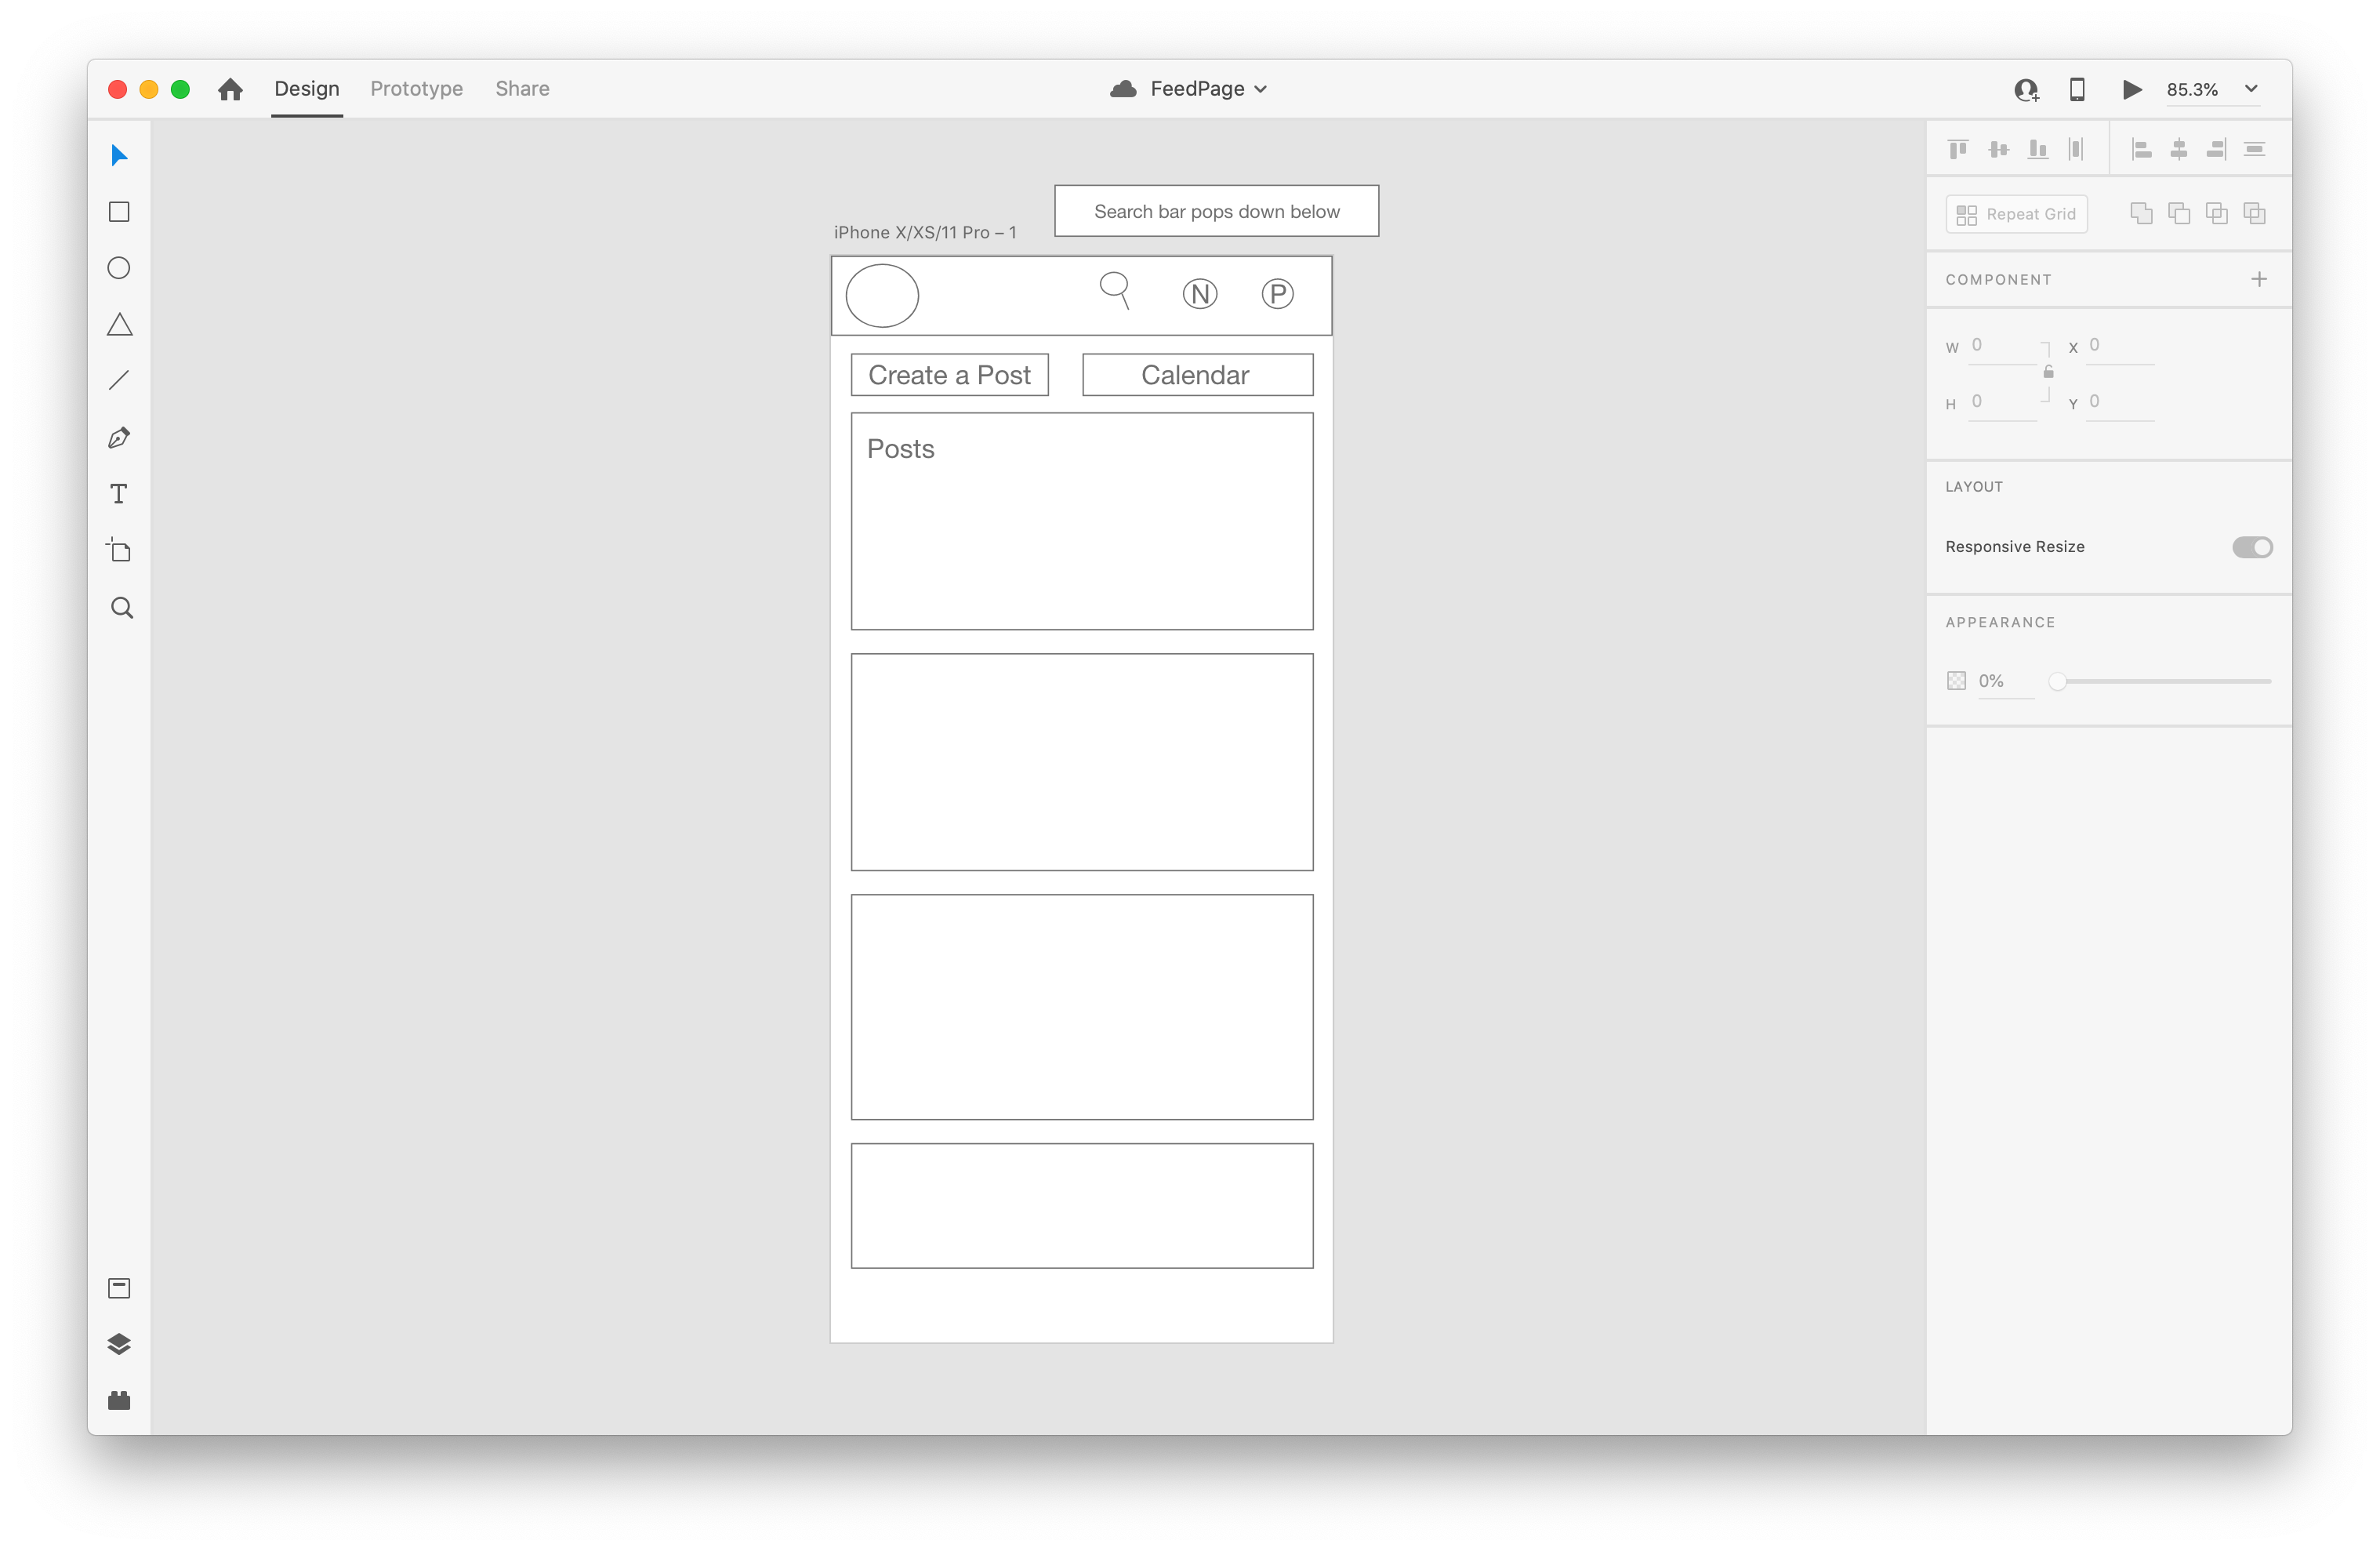 Design Prototype Share FeedPage 85.3%
Search bar pops down below
iPhone X/XS/11 Pro – 1
N P
Create a Post Calendar
Posts
Repeat Grid
COMPONENT
W 0 X 0
H 0 Y 0
LAYOUT
Responsive Resize
APPEARANCE
0%